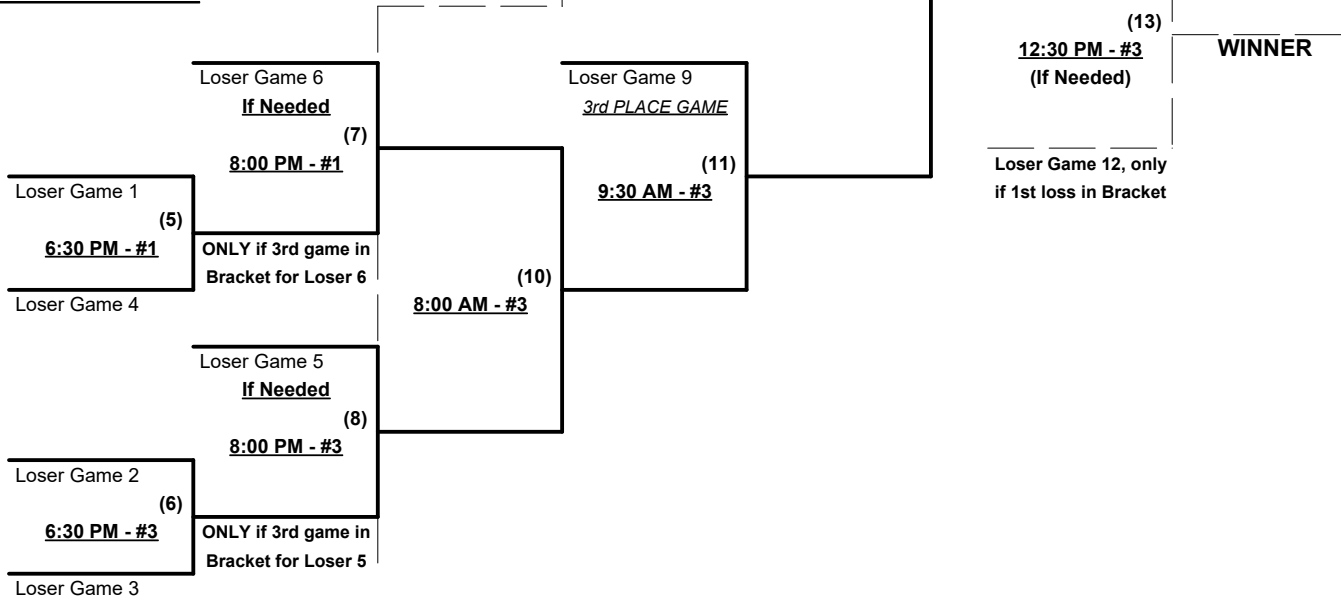 (13)
12:30 PM - #3
WINNER
(If Needed)
Loser Game 6
If Needed
(7)
8:00 PM - #1
Loser Game 9
3rd PLACE GAME
(11)
9:30 AM - #3
Loser Game 12, only
if 1st loss in Bracket
Loser Game 1
(5)
6:30 PM - #1
Loser Game 4
ONLY if 3rd game in
Bracket for Loser 6
(10)
8:00 AM - #3
Loser Game 5
If Needed
(8)
8:00 PM - #3
Loser Game 2
(6)
6:30 PM - #3
Loser Game 3
ONLY if 3rd game in
Bracket for Loser 5